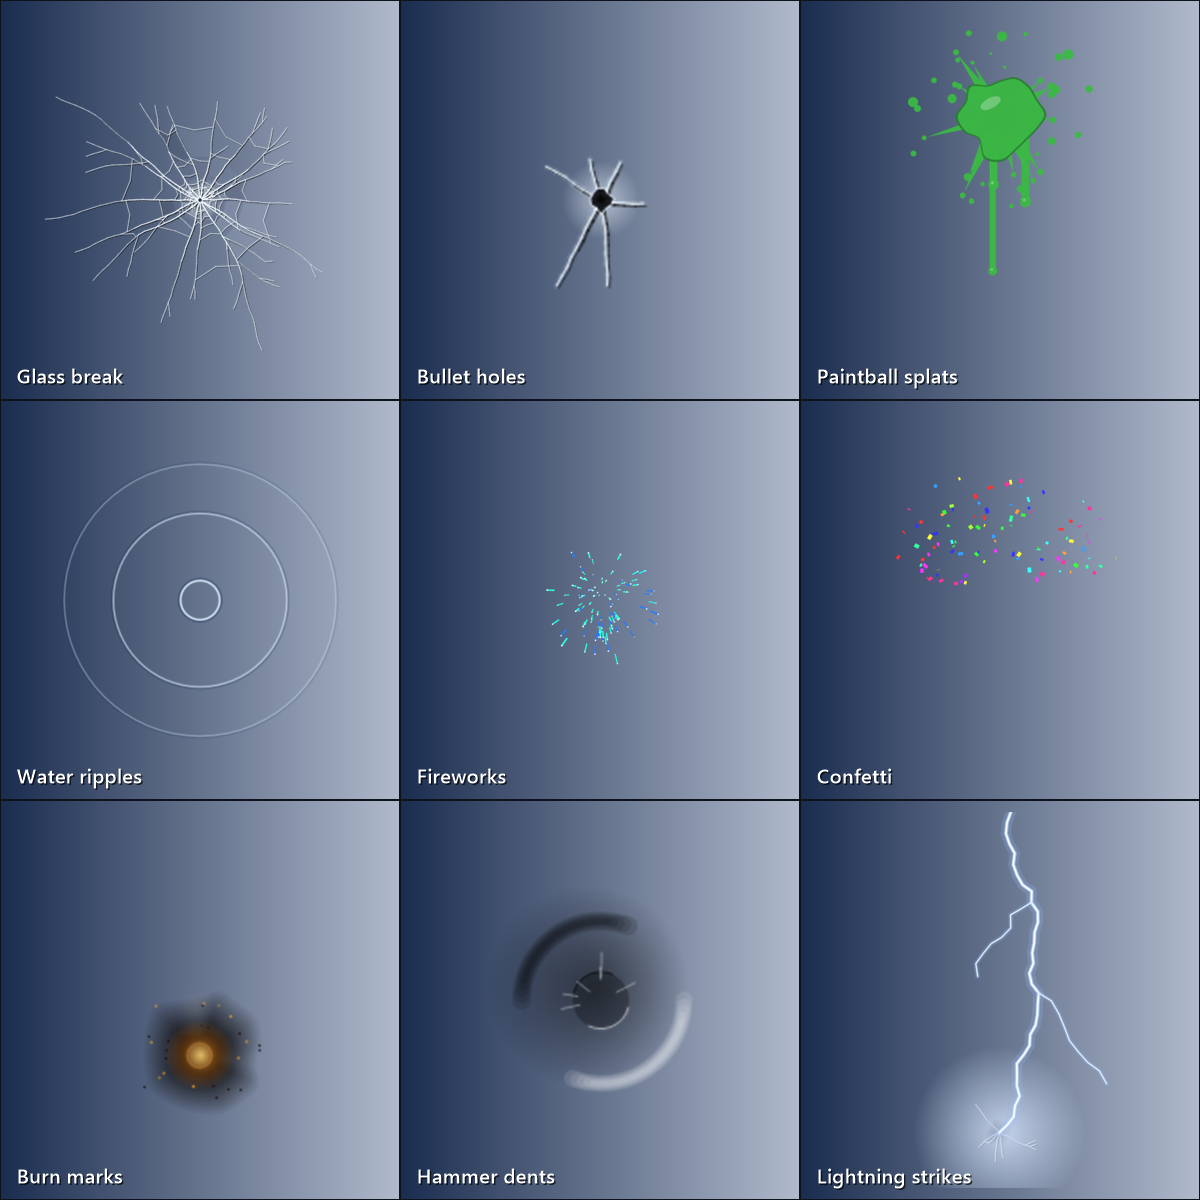 Glass break
Bullet holes
Paintball splats
Water ripples
Fireworks
Confetti
Burn marks
Hammer dents
Lightning strikes